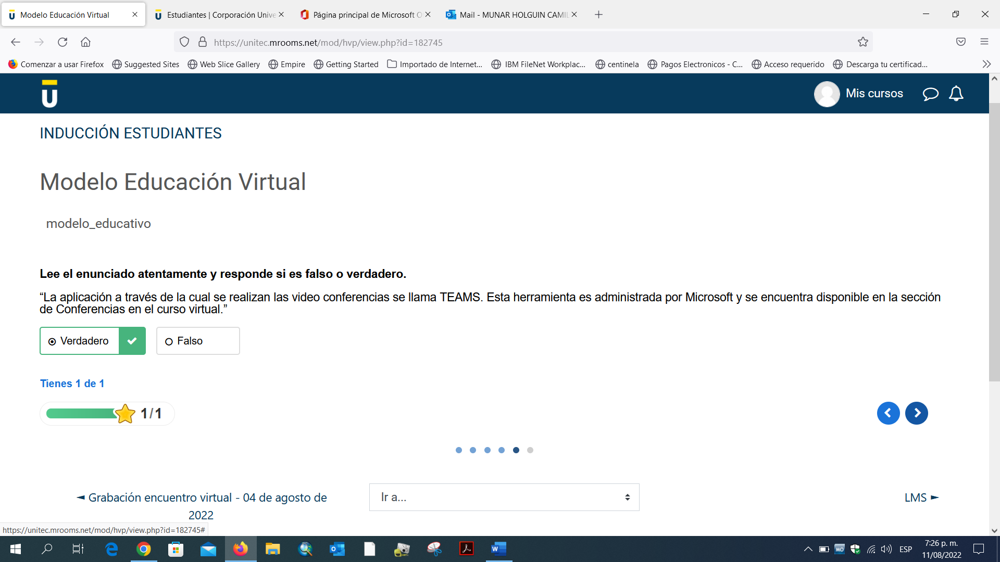 Modelo Educación Virtual
Estudiantes | Corporación Unive
Página principal de Microsoft O
Mail - MUNAR HOLGUIN CAMIL
https://unitec.mrooms.net/mod/hvp/view.php?id=182745
Comenzar a usar Firefox
Suggested Sites
Web Slice Gallery
Empire
Getting Started
Importado de Internet...
IBM FileNet Workplac...
centinela
Pagos Electronicos - C...
Acceso requerido
Descarga tu certificad...
Mis cursos
INDUCCIÓN ESTUDIANTES
Modelo Educación Virtual
modelo_educativo
Lee el enunciado atentamente y responde si es falso o verdadero.
“La aplicación a través de la cual se realizan las video conferencias se llama TEAMS. Esta herramienta es administrada por Microsoft y se encuentra disponible en la sección
de Conferencias en el curso virtual.”
Verdadero
Falso
Tienes 1 de 1
1/1
◄ Grabación encuentro virtual - 04 de agosto de
2022
Ir a...
LMS ►
https://unitec.mrooms.net/mod/hvp/view.php?id=182745#
ESP
7:26 p. m.
11/08/2022